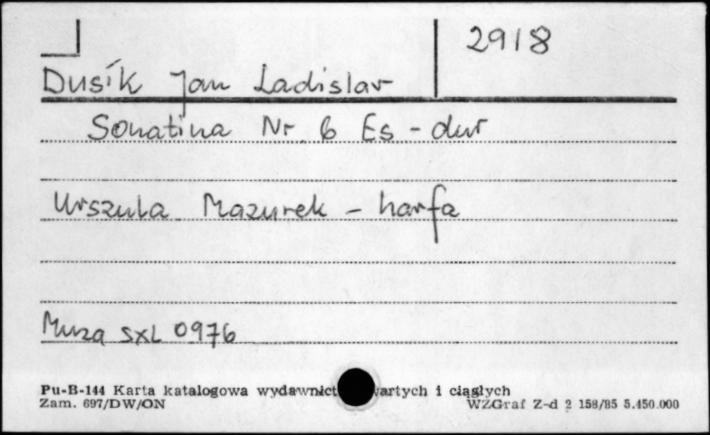 2918
Dusík Jan Ladislav
Sonatina Nr 6 Es - dur
Urszula Mazurek - harfa
Muza SXL 0976
Pu-B-144 Karta katalogowa wydawnict wartych i ciągłych
Zam. 697/DW/ON WZGraf Z-d 2 158/85 5.450.000